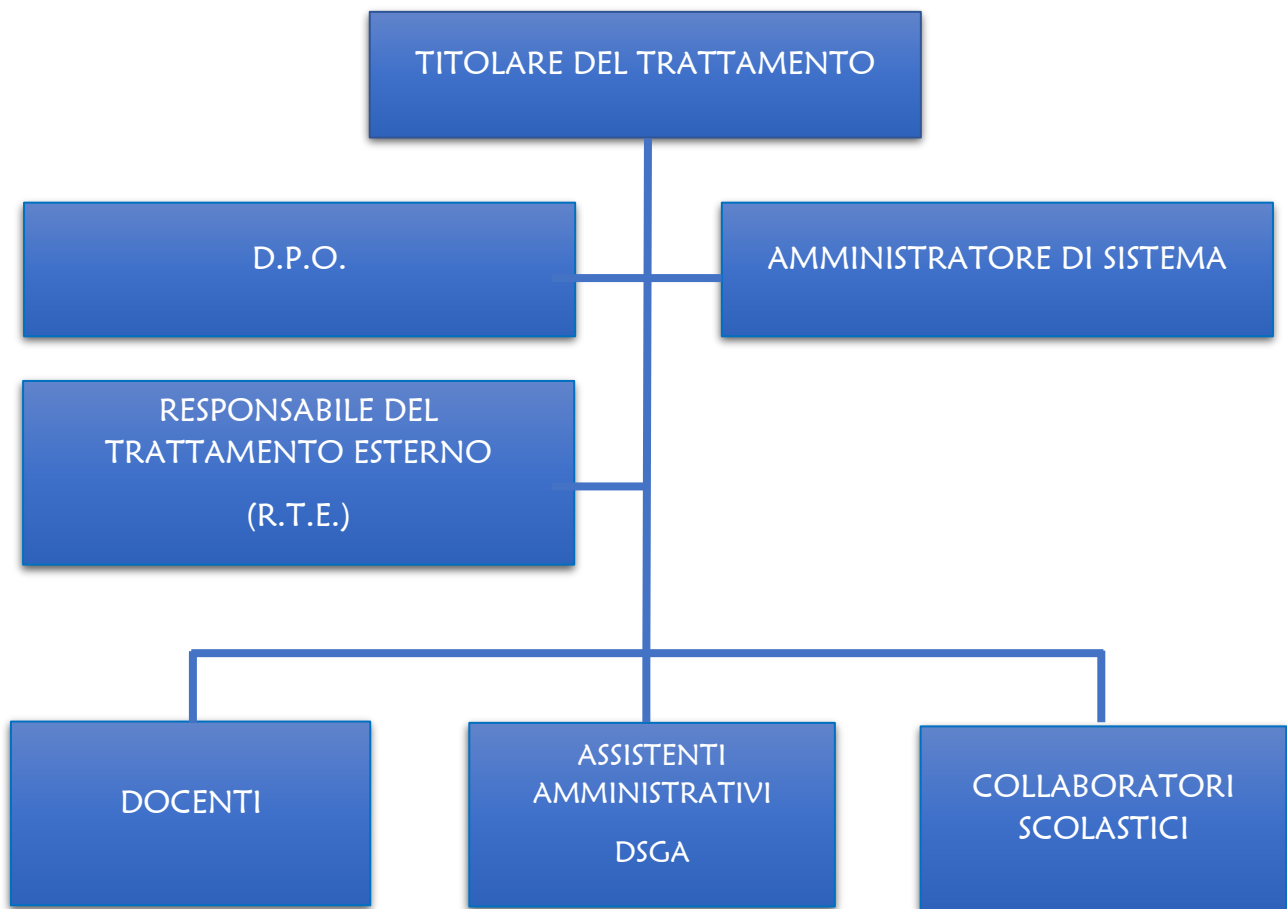 TITOLARE DEL TRATTAMENTO
D.P.O.
AMMINISTRATORE DI SISTEMA
RESPONSABILE DEL
TRATTAMENTO ESTERNO
(R.T.E.)
DOCENTI
ASSISTENTI
AMMINISTRATIVI
DSGA
COLLABORATORI
SCOLASTICI